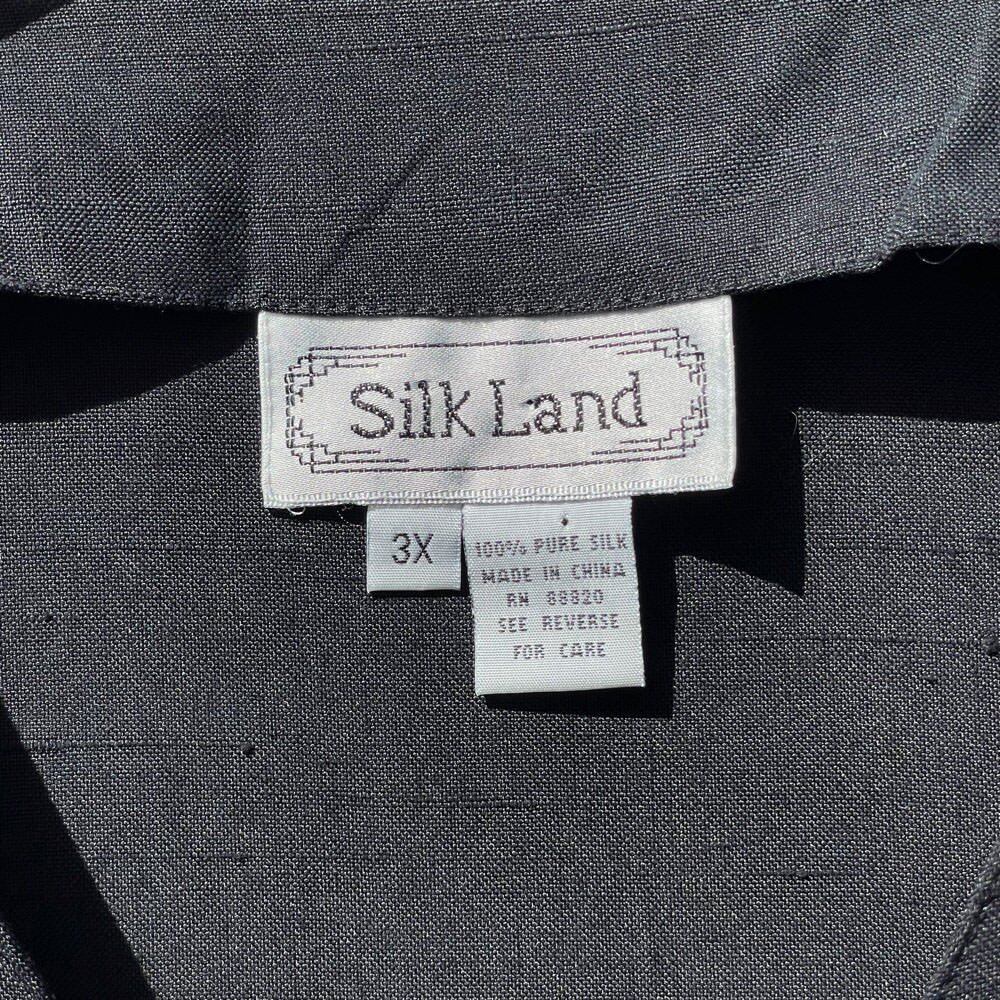 Silk Land
3X
100% PURE SILK
MADE IN CHINA
RN 88820
SEE REVERSE
FOR CARE